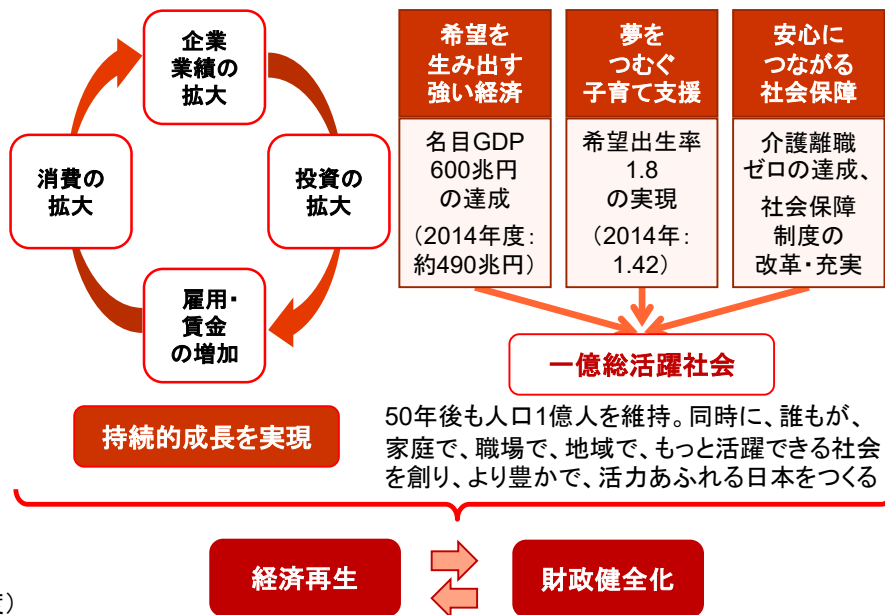 企業
業績の
拡大
消費の
拡大
投資の
拡大
雇用・
賃金
の増加
持続的成長を実現
希望を
生み出す
強い経済
名目GDP
600兆円
の達成
（2014年度：
約490兆円）
夢を
つむぐ
子育て支援
希望出生率
1.8
の実現
（2014年：
1.42）
安心に
つながる
社会保障
介護離職
ゼロの達成、
社会保障
制度の
改革・充実
一億総活躍社会
50年後も人口1億人を維持。同時に、誰もが、
家庭で、職場で、地域で、もっと活躍できる社会
を創り、より豊かで、活力あふれる日本をつくる
経済再生
財政健全化
）